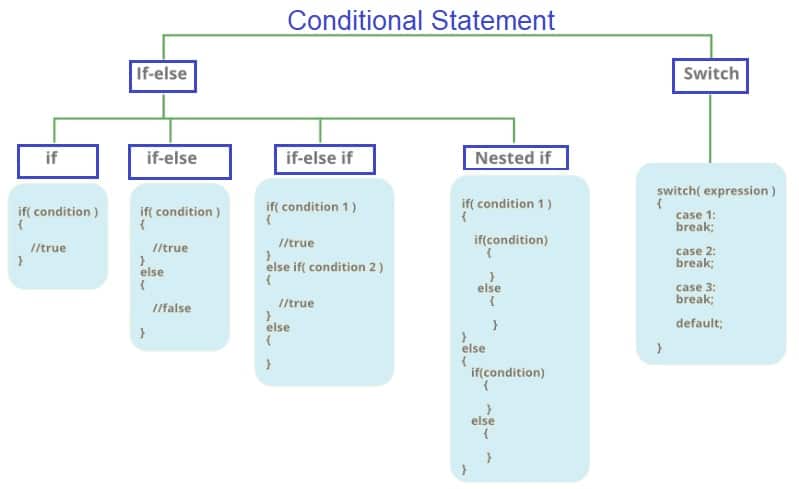 Conditional Statement
If-else
Switch
if
if-else
if-else if
Nested if
if( condition )
{
//true
}
if( condition )
{
//true
}
else
{
//false
}
if( condition 1 )
{
//true
}
else if( condition 2 )
{
//true
}
else
{
}
if( condition 1 )
{
if(condition)
{
}
else
{
}
}
else
{
if(condition)
{
}
else
{
}
}
switch( expression )
{
case 1:
break;
case 2:
break;
case 3:
break;
default;
}